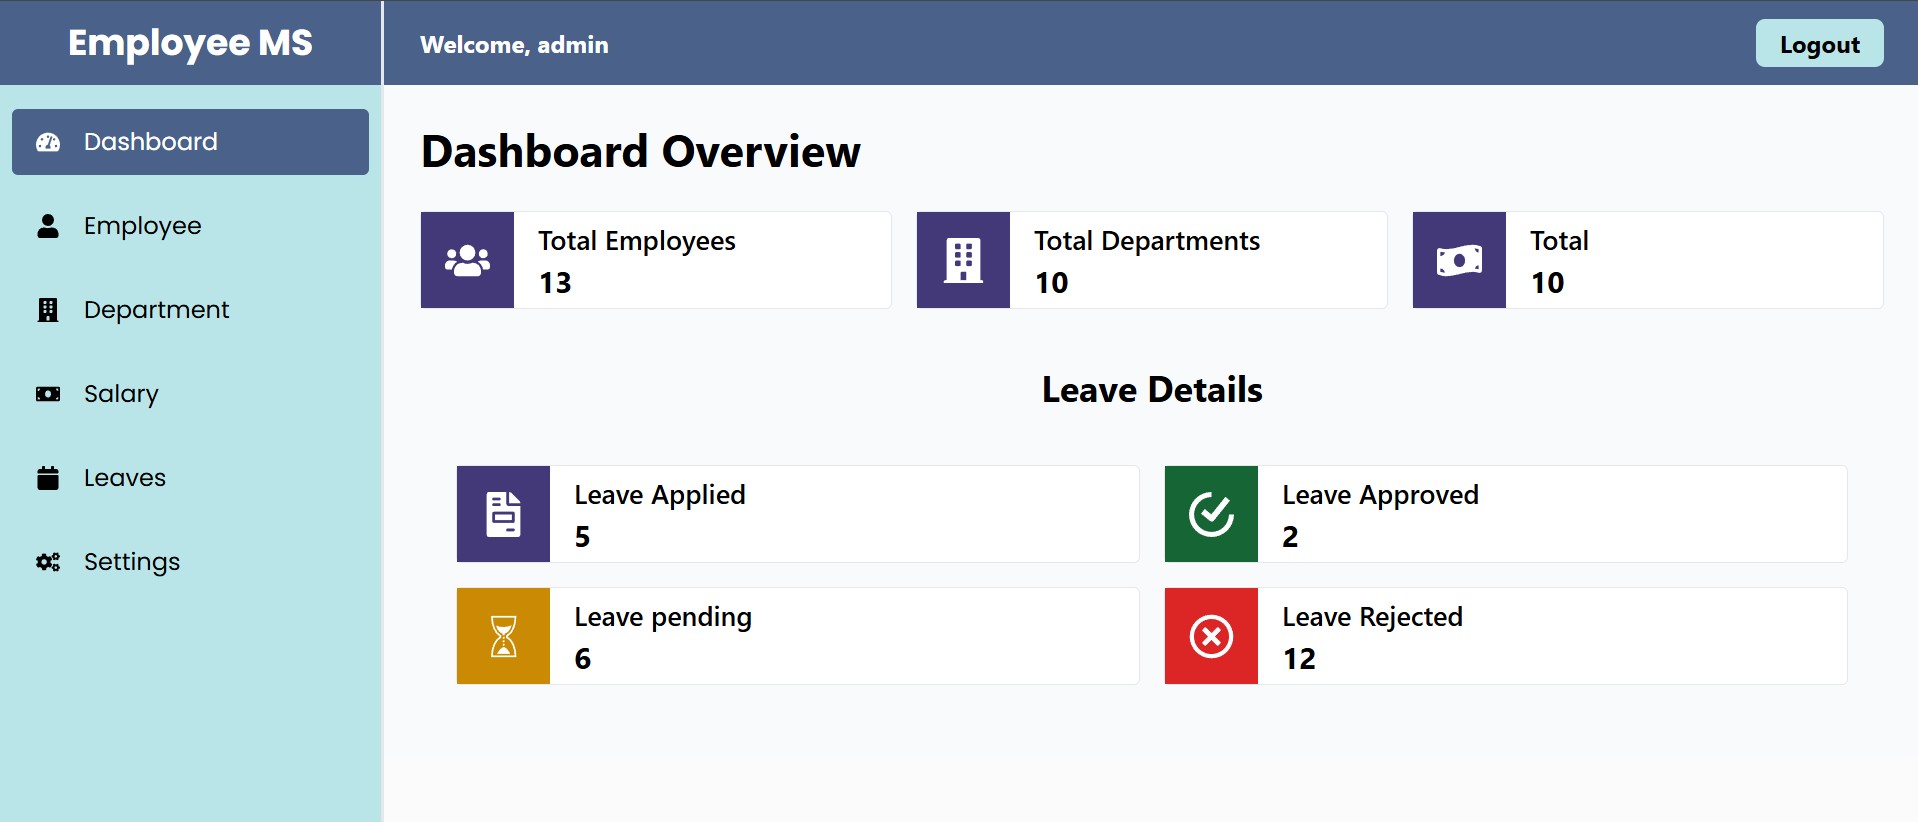 Employee MS
Welcome, admin
Logout
Dashboard
Employee
Department
Salary
Leaves
Settings
Dashboard Overview
Total Employees
13
Total Departments
10
Total
10
Leave Details
Leave Applied
5
Leave Approved
2
Leave pending
6
Leave Rejected
12